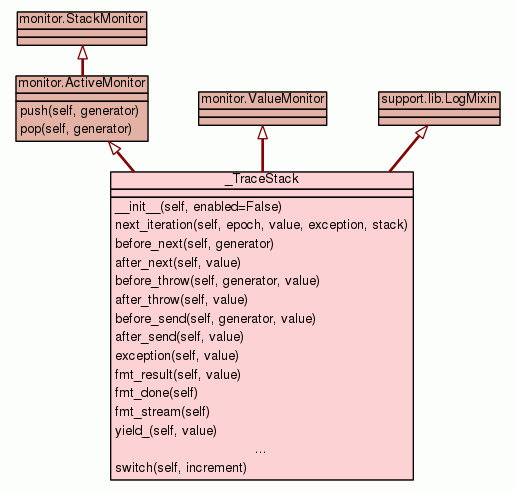 monitor.StackMonitor
monitor.ActiveMonitor
push(self, generator)
pop(self, generator)
monitor.ValueMonitor
support.lib.LogMixin
_TraceStack
__init__(self, enabled=False)
next_iteration(self, epoch, value, exception, stack)
before_next(self, generator)
after_next(self, value)
before_throw(self, generator, value)
after_throw(self, value)
before_send(self, generator, value)
after_send(self, value)
exception(self, value)
fmt_result(self, value)
fmt_done(self)
fmt_stream(self)
yield_(self, value)
...
switch(self, increment)